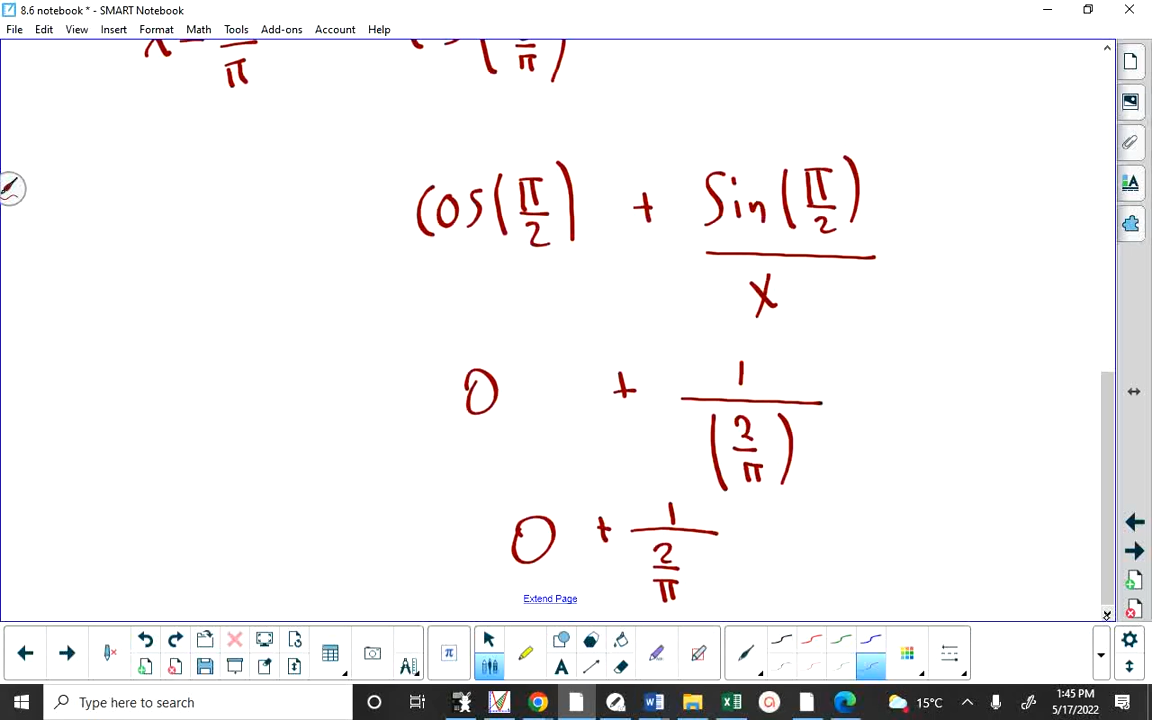 8.6 notebook * - SMART Notebook
File Edit View Insert Format Math Tools Add-ons Account Help
π π
cos(π/2) + Sin(π/2)/x
0 + 1/(2/π)
0 + 1/(2/π)
Extend Page
π
Type here to search
15°C
1:45 PM
5/17/2022